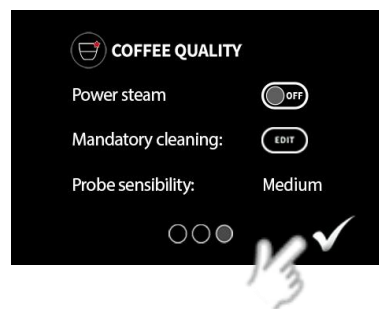 COFFEE QUALITY
Power steam OFF
Mandatory cleaning: EDIT
Probe sensibility: Medium